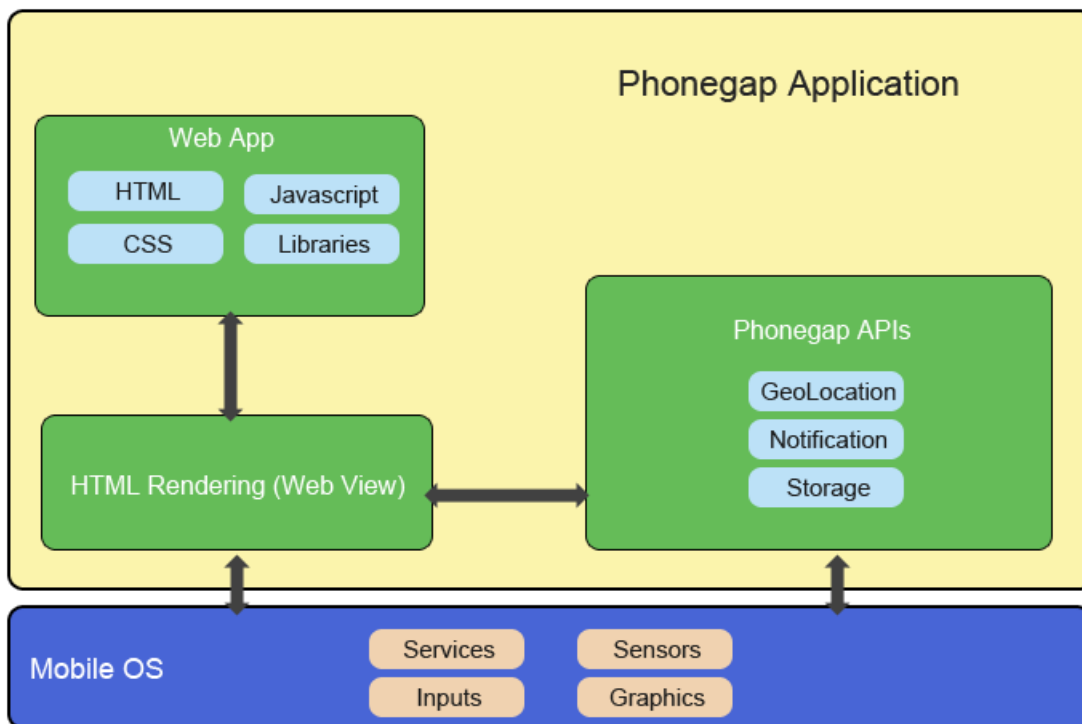 Phonegap Application
Web App
HTML
Javascript
CSS
Libraries
Phonegap APIs
GeoLocation
Notification
Storage
HTML Rendering (Web View)
Mobile OS
Services
Sensors
Inputs
Graphics